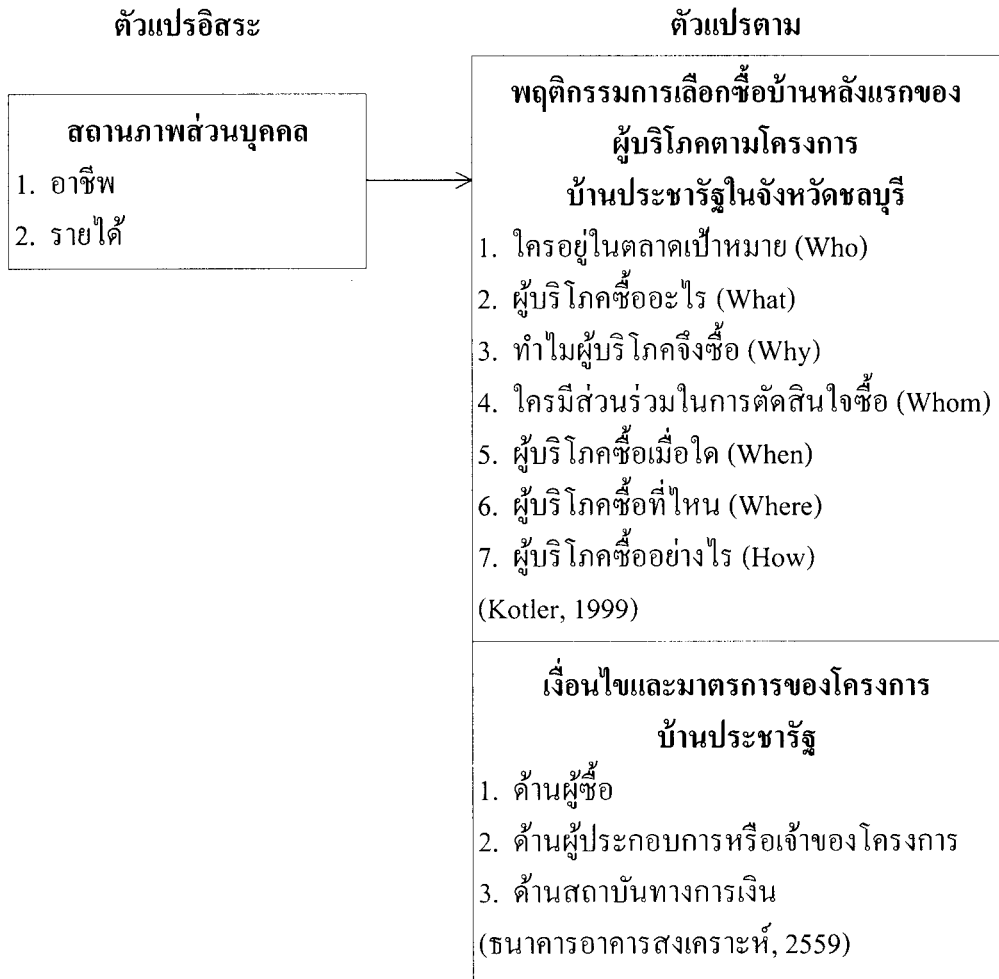 ตัวแปรอิสระ
ตัวแปรตาม
สถานภาพส่วนบุคคล
1. อาชีพ
2. รายได้
พฤติกรรมการเลือกซื้อบ้านหลังแรกของ
ผู้บริโภคตามโครงการ
บ้านประชารัฐในจังหวัดชลบุรี
1. ใครอยู่ในตลาดเป้าหมาย (Who)
2. ผู้บริโภคซื้ออะไร (What)
3. ทำไมผู้บริโภคจึงซื้อ (Why)
4. ใครมีส่วนร่วมในการตัดสินใจซื้อ (Whom)
5. ผู้บริโภคซื้อเมื่อใด (When)
6. ผู้บริโภคซื้อที่ไหน (Where)
7. ผู้บริโภคซื้ออย่างไร (How)
(Kotler, 1999)
เงื่อนไขและมาตรการของโครงการ
บ้านประชารัฐ
1. ด้านผู้ซื้อ
2. ด้านผู้ประกอบการหรือเจ้าของโครงการ
3. ด้านสถาบันทางการเงิน
(ธนาคารอาคารสงเคราะห์, 2559)